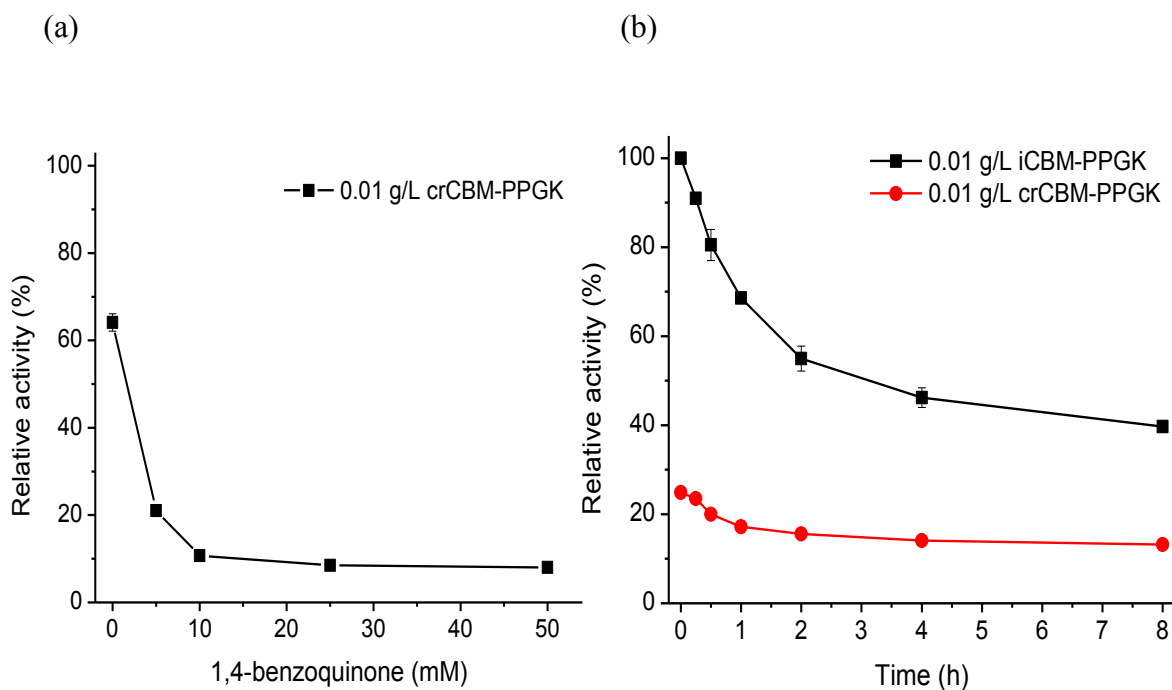 (a)
(b)
100
80
60
40
20
0
Relative activity (%)
0.01 g/L crCBM-PPGK
0 10 20 30 40 50
1,4-benzoquinone (mM)
100
80
60
40
20
0
Relative activity (%)
0.01 g/L iCBM-PPGK
0.01 g/L crCBM-PPGK
0 1 2 3 4 5 6 7 8
Time (h)